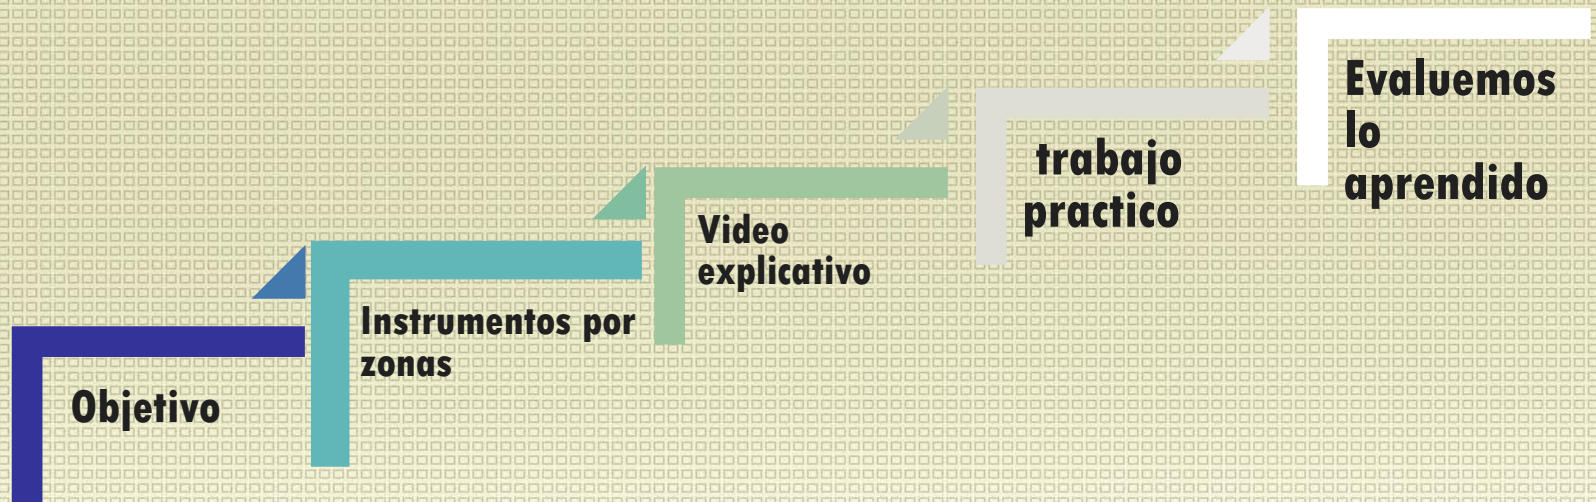 Objetivo
Instrumentos por
zonas
Video
explicativo
trabajo
practico
Evaluemos
lo
aprendido